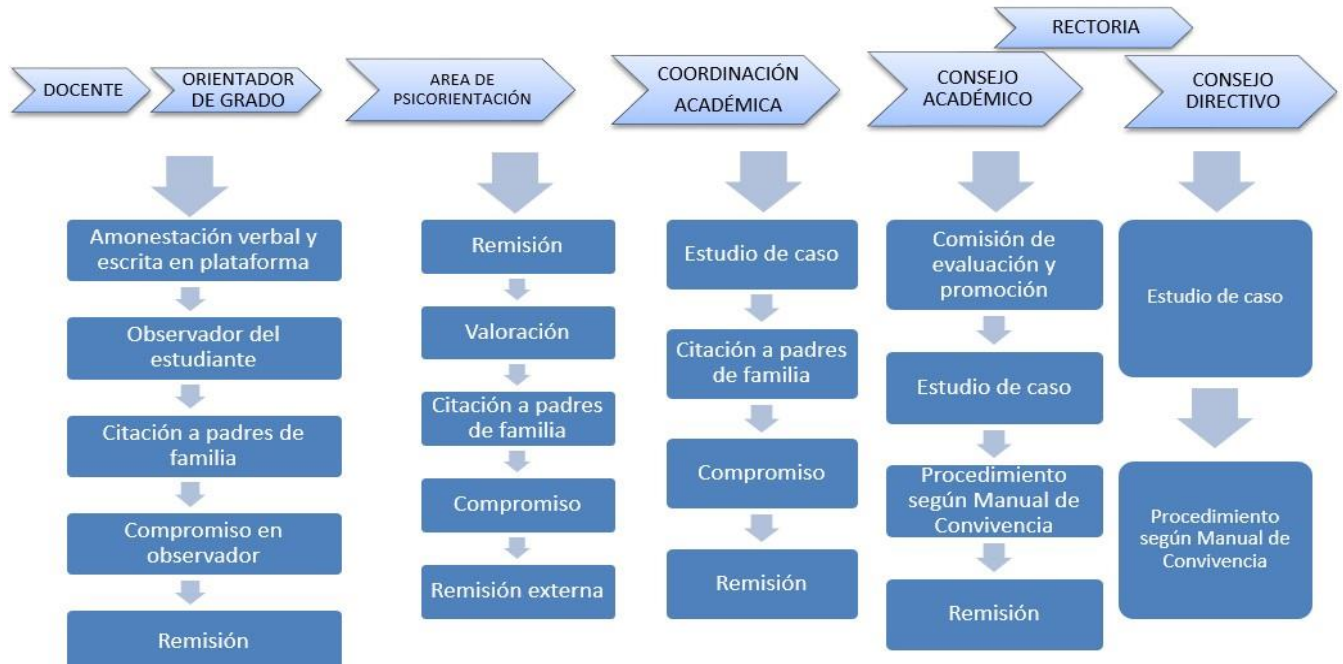 RECTORIA
DOCENTE
ORIENTADOR
DE GRADO
AREA DE
PSICORIENTACIÓN
COORDINACIÓN
ACADÉMICA
CONSEJO
ACADÉMICO
CONSEJO
DIRECTIVO
Amonestación verbal y
escrita en plataforma
Observador del
estudiante
Citación a padres de
familia
Compromiso en
observador
Remisión
Remisión
Valoración
Citación a padres
de familia
Compromiso
Remisión externa
Estudio de caso
Citación a padres
de familia
Compromiso
Remisión
Comisión de
evaluación y
promoción
Estudio de caso
Procedimiento
según Manual de
Convivencia
Remisión
Estudio de caso
Procedimiento
según Manual de
Convivencia